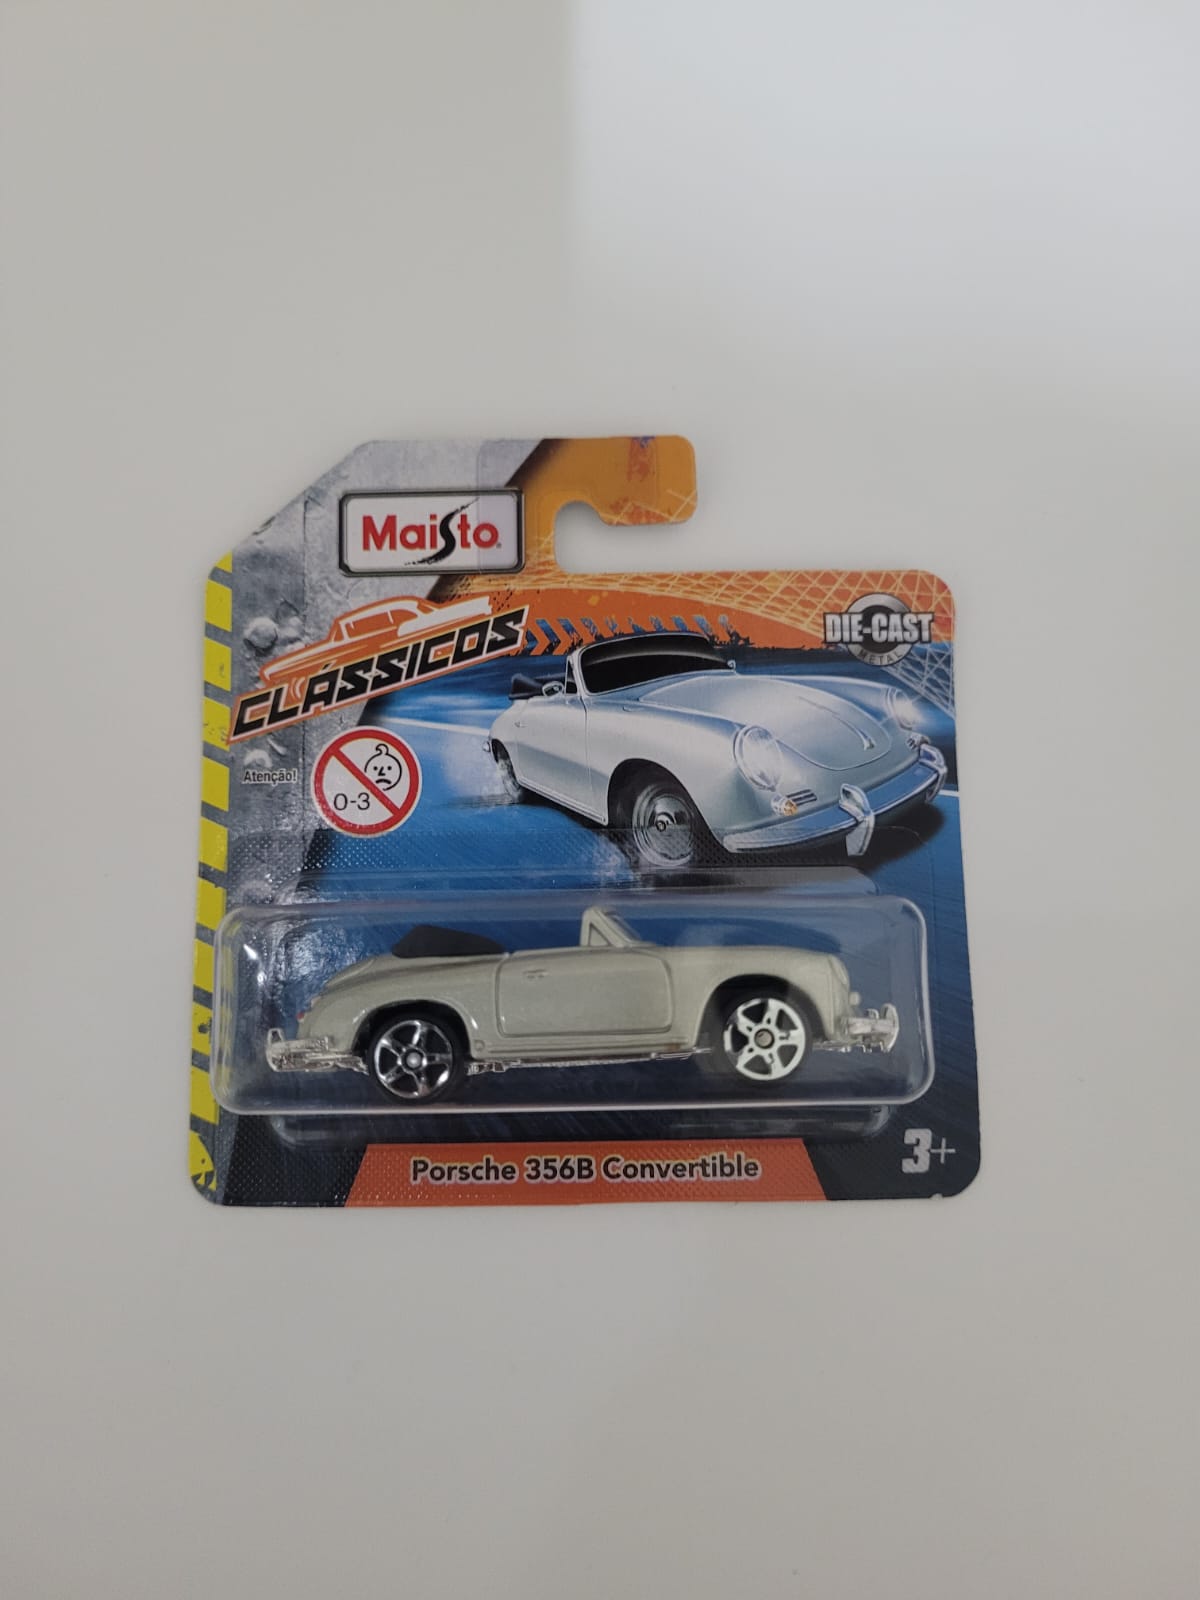 Maisto
CLÁSSICOS
DIE-CAST
METAL
Atenção!
0-3
Porsche 356B Convertible
3+